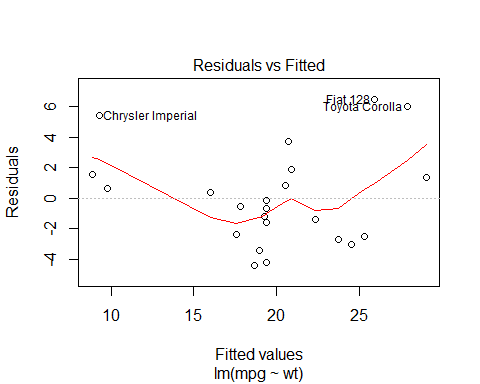 Residuals vs Fitted
Fiat 128
Toyota Corolla
Chrysler Imperial
Residuals
6
4
2
0
-2
-4
10
15
20
25
Fitted values
lm(mpg ~ wt)